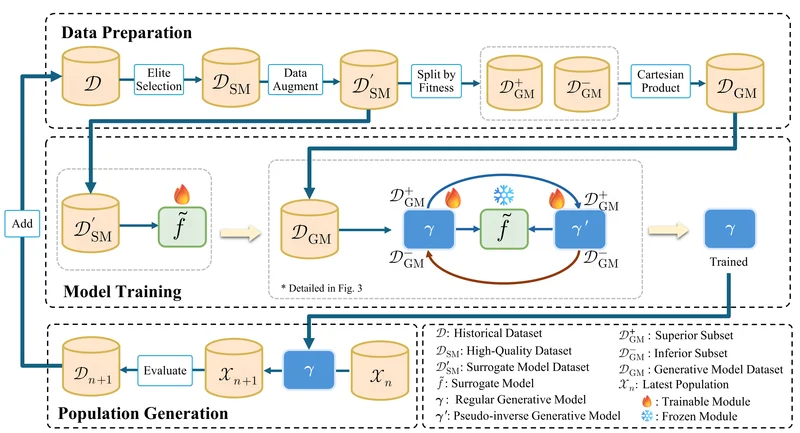 Data Preparation
𝒟
Elite
Selection
𝒟_SM
Data
Augment
𝒟′_SM
Split by
Fitness
𝒟⁺_GM
𝒟⁻_GM
Cartesian
Product
𝒟_GM
Add
𝒟′_SM
f̃
𝒟_GM
𝒟⁺_GM
γ
𝒟⁻_GM
f̃
𝒟⁺_GM
γ′
𝒟⁻_GM
γ
Trained
* Detailed in Fig. 3
Model Training
𝒟_{n+1}
Evaluate
𝒳_{n+1}
γ
𝒳_n
Population Generation
𝒟: Historical Dataset
𝒟_SM: High-Quality Dataset
𝒟′_SM: Surrogate Model Dataset
f̃: Surrogate Model
γ: Regular Generative Model
γ′: Pseudo-inverse Generative Model
𝒟⁺_GM: Superior Subset
𝒟⁻_GM: Inferior Subset
𝒟_GM: Generative Model Dataset
𝒳_n: Latest Population
: Trainable Module
: Frozen Module